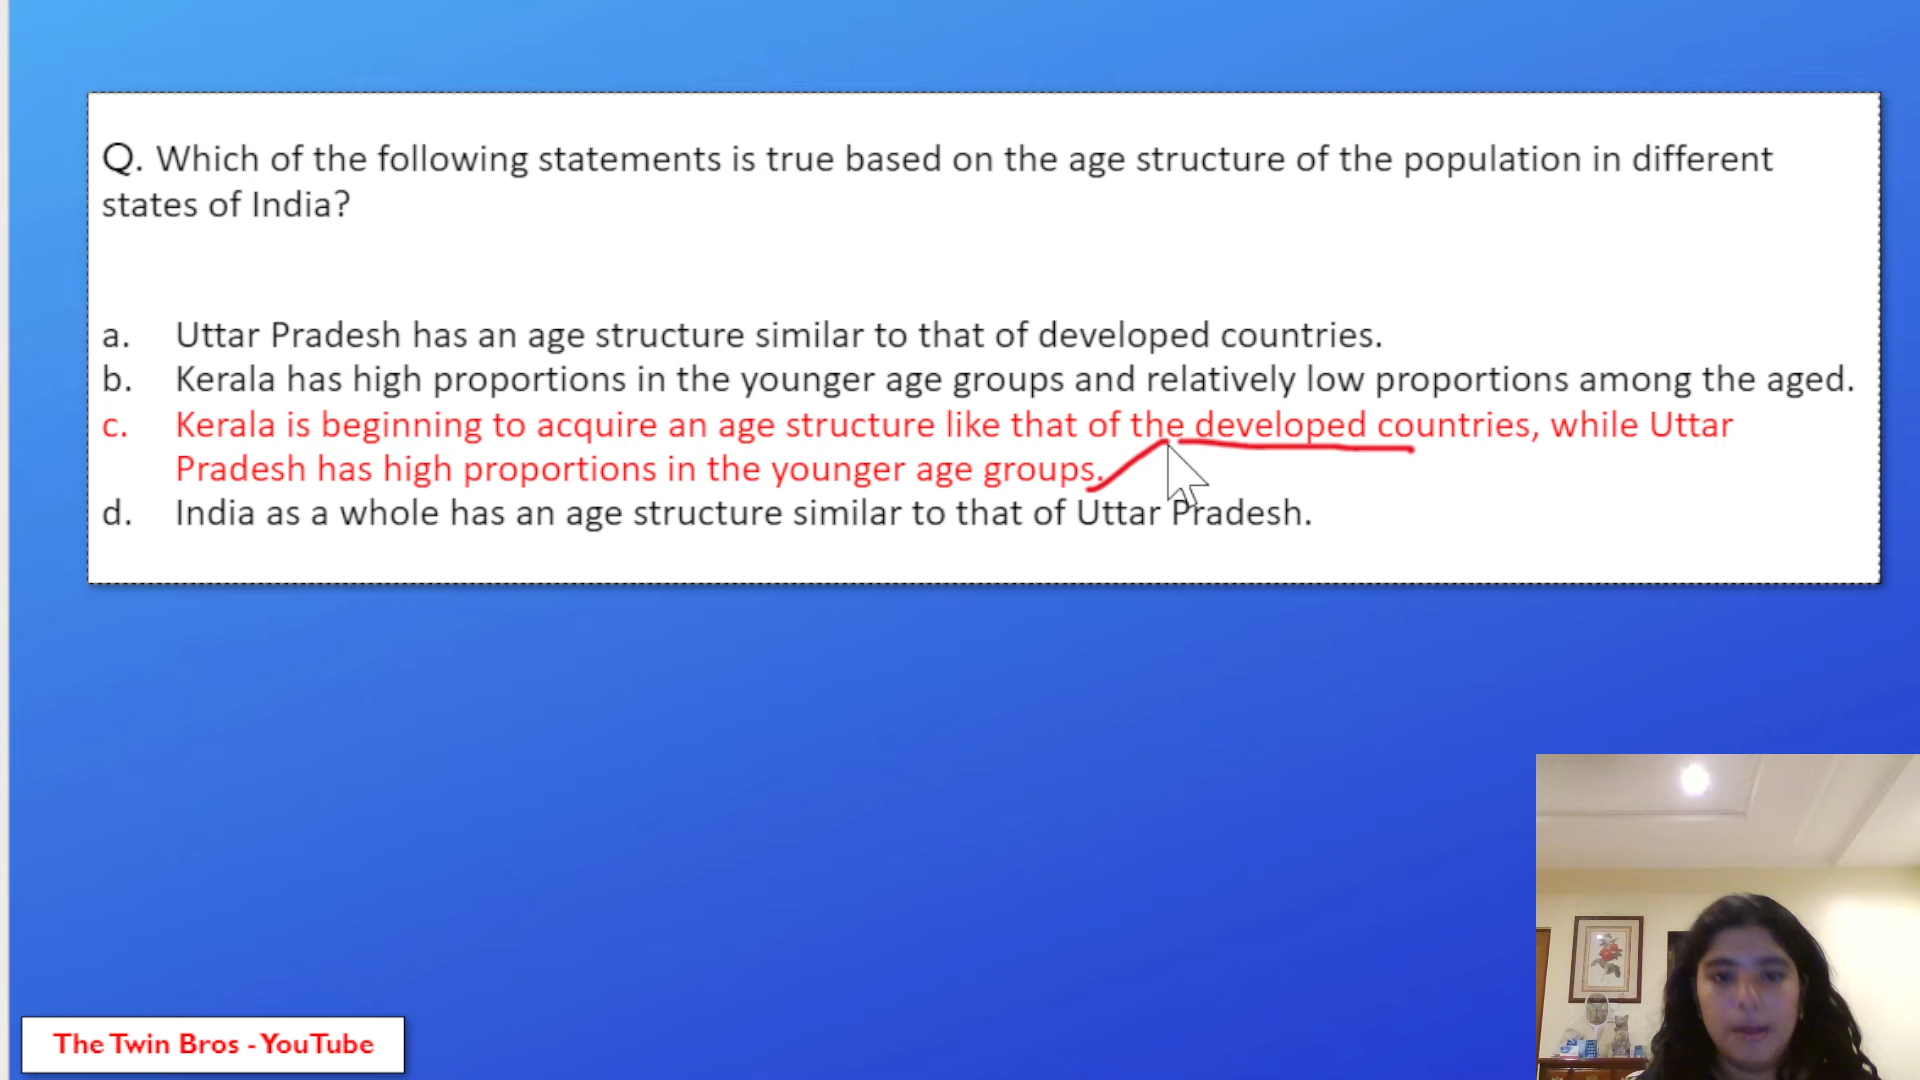 Q. Which of the following statements is true based on the age structure of the population in different
states of India?
a. Uttar Pradesh has an age structure similar to that of developed countries.
b. Kerala has high proportions in the younger age groups and relatively low proportions among the aged.
c. Kerala is beginning to acquire an age structure like that of the developed countries, while Uttar
Pradesh has high proportions in the younger age groups.
d. India as a whole has an age structure similar to that of Uttar Pradesh.
The Twin Bros - YouTube